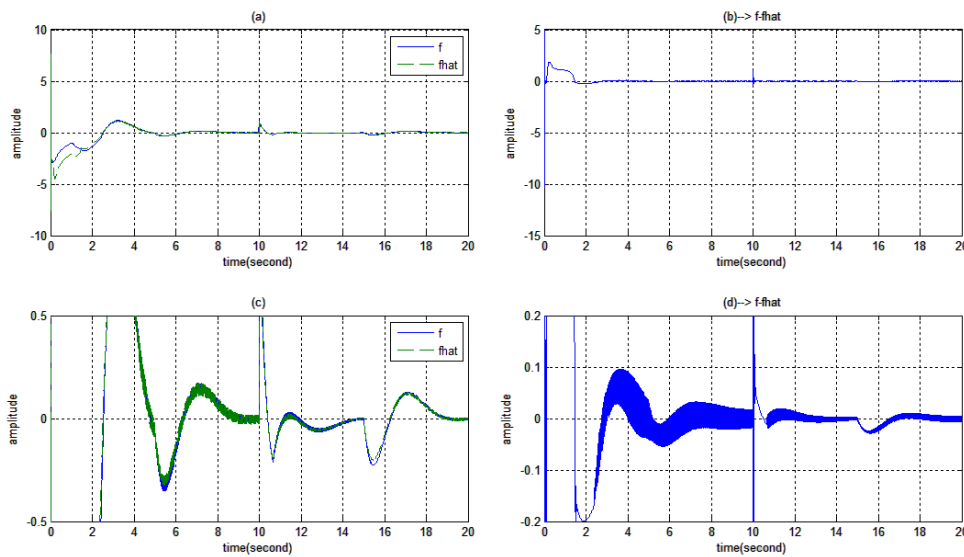 (a)
10
5
0
-5
-10
amplitude
0 2 4 6 8 10 12 14 16 18 20
time(second)
f
fhat
(b)--> f-fhat
10
5
0
-5
-10
-15
amplitude
0 2 4 6 8 10 12 14 16 18 20
time(second)
(c)
0.5
0
-0.5
amplitude
0 2 4 6 8 10 12 14 16 18 20
time(second)
f
fhat
(d)--> f-fhat
0.2
0.1
0
-0.1
-0.2
amplitude
0 2 4 6 8 10 12 14 16 18 20
time(second)